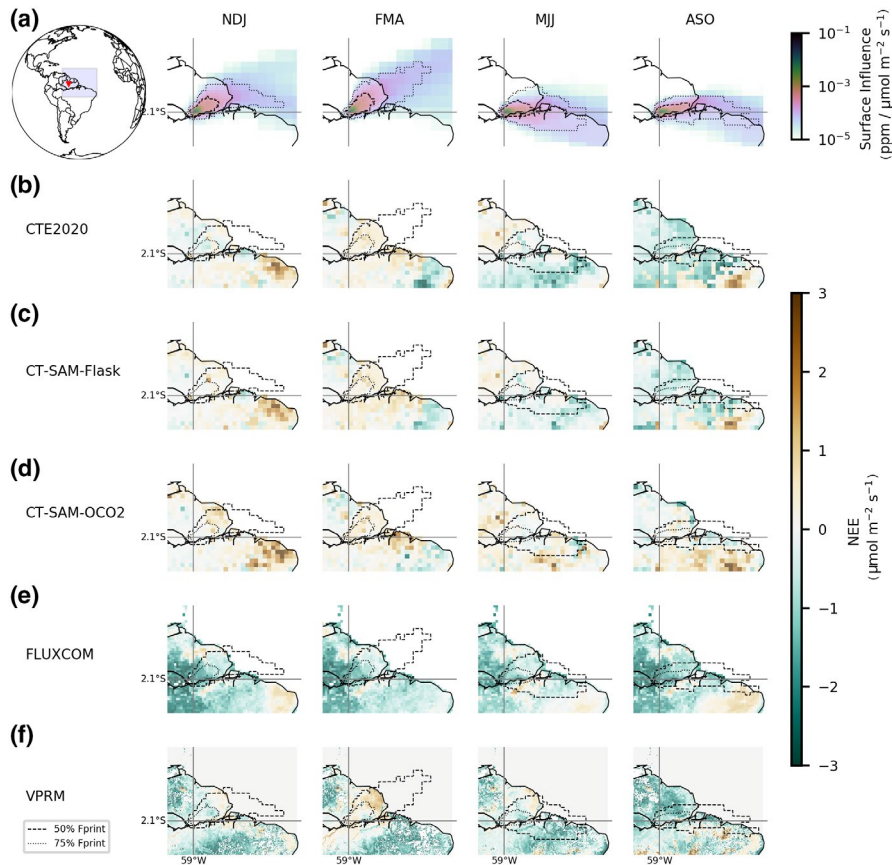 (a)
NDJ
FMA
MJJ
ASO
2.1°S
10⁻¹
10⁻³
10⁻⁵
Surface Influence
(ppm / μmol m⁻² s⁻¹)
(b)
CTE2020
2.1°S
(c)
CT-SAM-Flask
2.1°S
(d)
CT-SAM-OCO2
2.1°S
(e)
FLUXCOM
2.1°S
(f)
VPRM
2.1°S
50% Fprint
75% Fprint
59°W
59°W
59°W
59°W
3
2
1
0
−1
−2
−3
NEE
(μmol m⁻² s⁻¹)